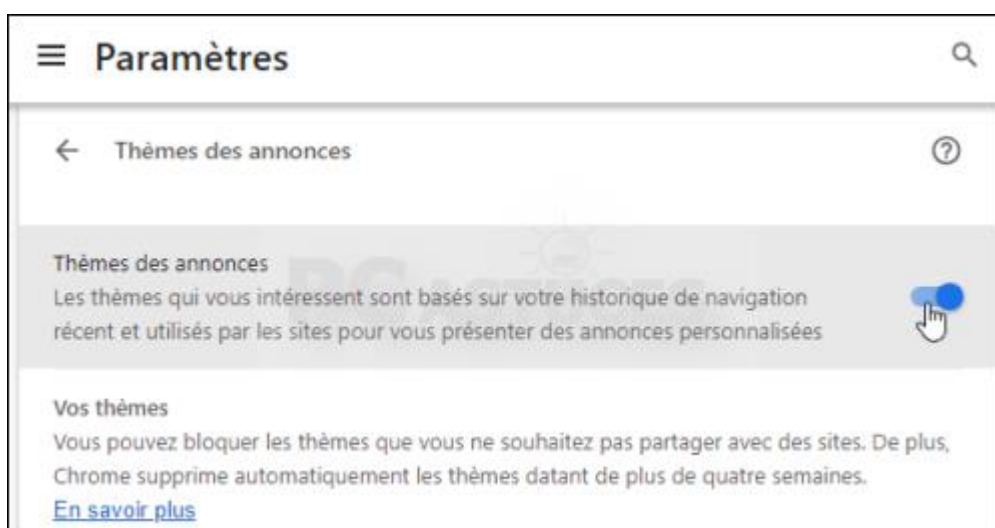 Paramètres
Thèmes des annonces
Thèmes des annonces
Les thèmes qui vous intéressent sont basés sur votre historique de navigation
récent et utilisés par les sites pour vous présenter des annonces personnalisées
PC ASTUCES
Vos thèmes
Vous pouvez bloquer les thèmes que vous ne souhaitez pas partager avec des sites. De plus,
Chrome supprime automatiquement les thèmes datant de plus de quatre semaines.
En savoir plus